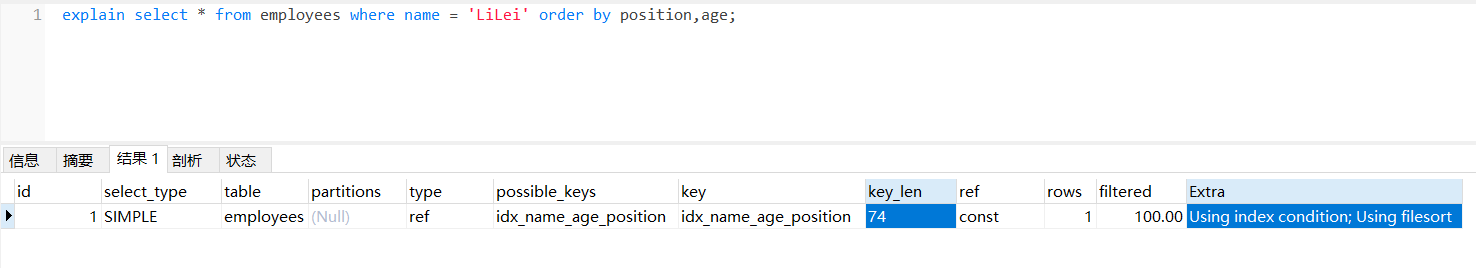 1 explain select * from employees where name = 'LiLei' order by position,age;
信息 摘要 结果 1 剖析 状态
id select_type table partitions type possible_keys key key_len ref rows filtered Extra
1 SIMPLE employees (Null) ref idx_name_age_position idx_name_age_position 74 const 1 100.00 Using index condition; Using filesort